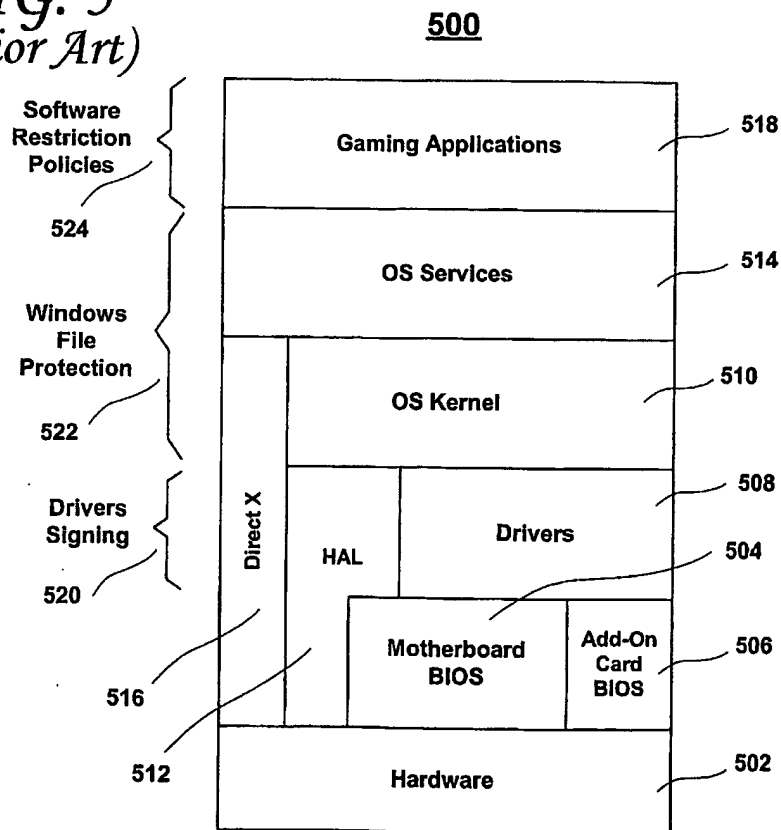 500
ior Art)
Software
Restriction
Policies
524
Gaming Applications
518
OS Services
514
Windows
File
Protection
522
OS Kernel
510
Drivers
Signing
520
Direct X
516
HAL
512
Drivers
508
504
Motherboard
BIOS
Add-On
Card
BIOS
506
Hardware
502